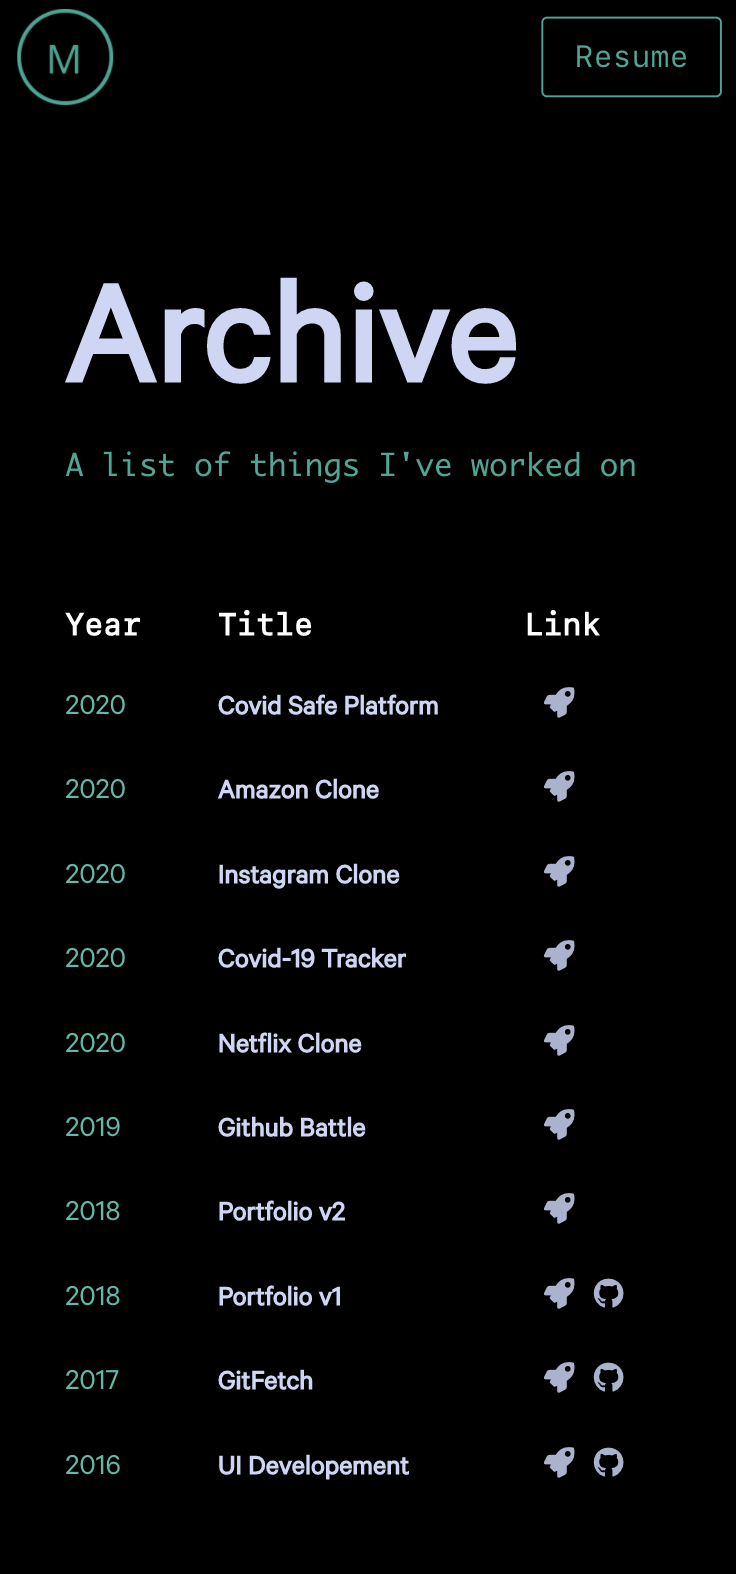 M
Resume
Archive
A list of things I've worked on
Year Title Link
2020 Covid Safe Platform
2020 Amazon Clone
2020 Instagram Clone
2020 Covid-19 Tracker
2020 Netflix Clone
2019 Github Battle
2018 Portfolio v2
2018 Portfolio v1
2017 GitFetch
2016 UI Developement